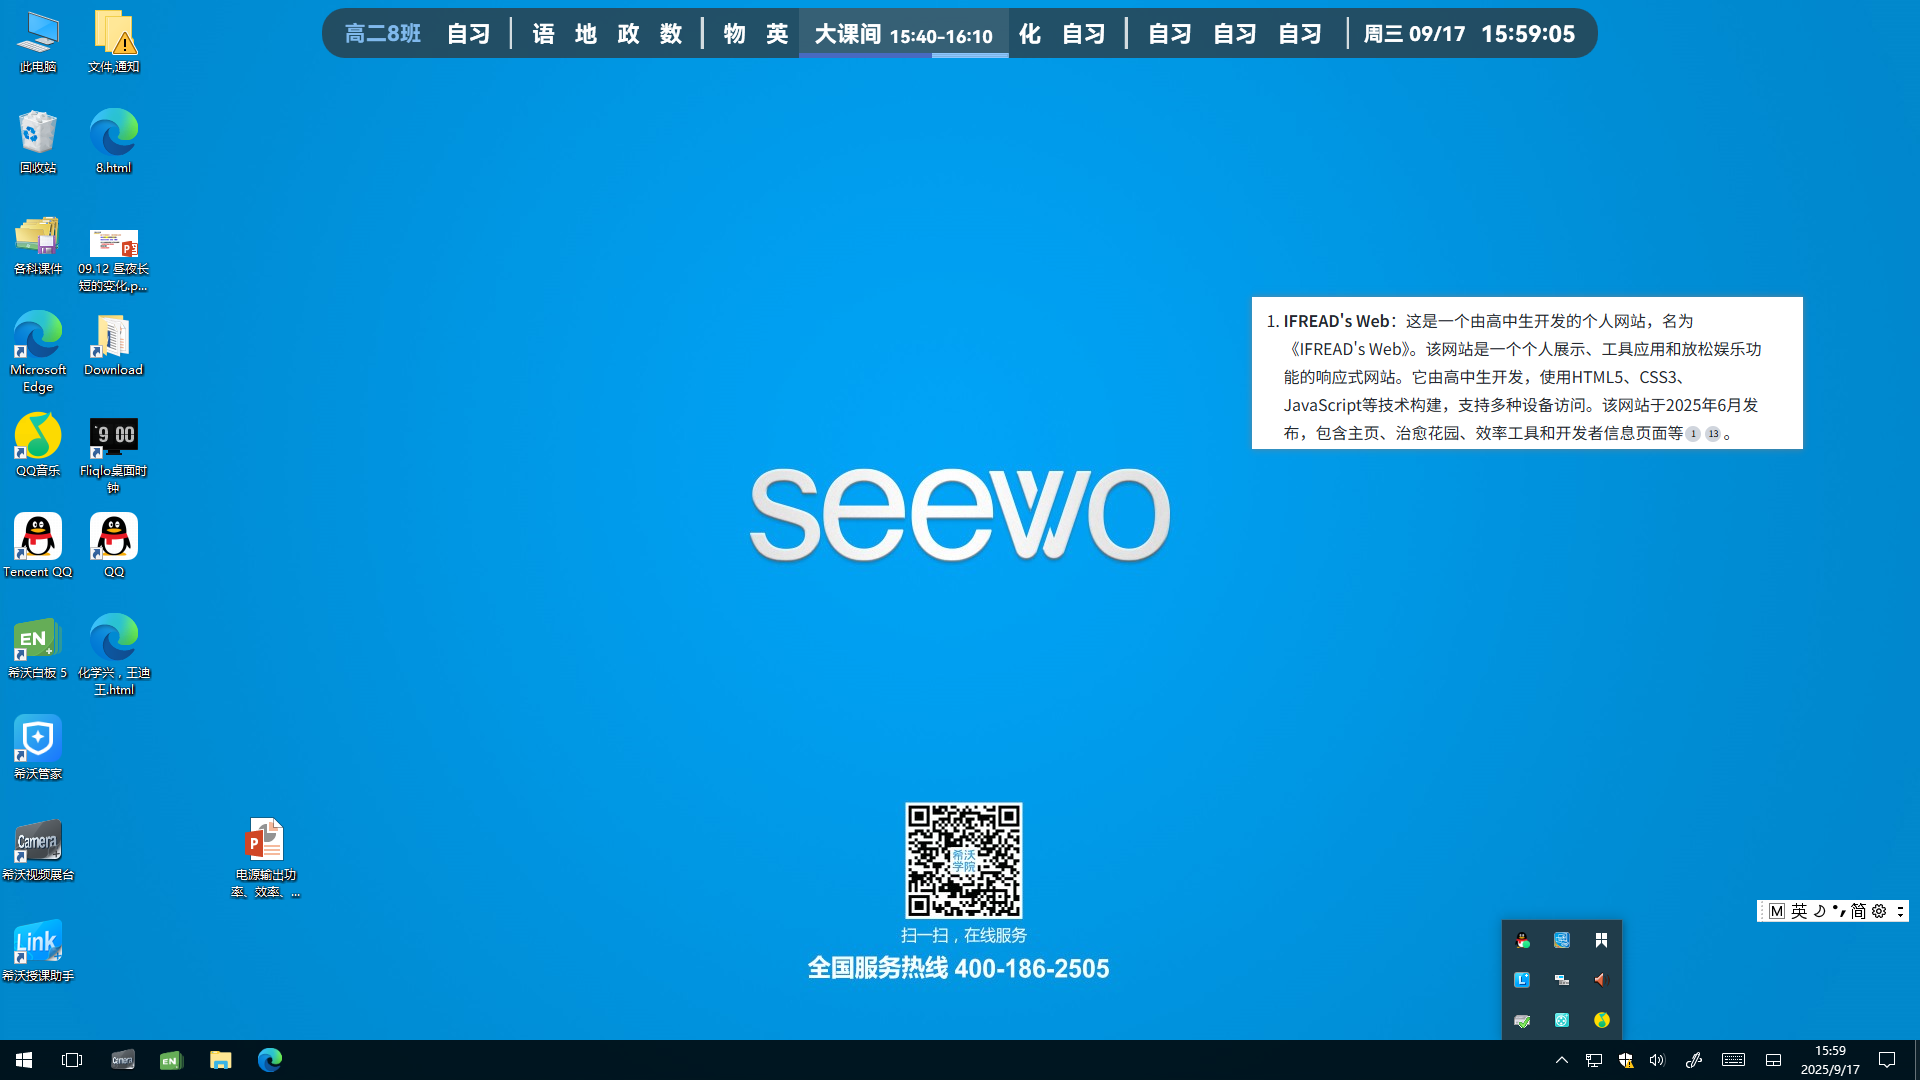 高二8班 自习 语 地 政 数 物 英 大课间 15:40-16:10 化 自习 自习 自习 自习 周三 09/17 15:59:05
此电脑
文件,通知
回收站
8.html
各科课件
09.12 昼夜长
短的变化.p...
Microsoft
Edge
Download
QQ音乐
9 00
Fliqlo桌面时
钟
Tencent QQ
QQ
EN
希沃白板 5
化学兴，王迪
王.html
希沃管家
Camera
希沃视频展台
电源输出功
率、效率、...
Link
希沃授课助手
1. IFREAD's Web：这是一个由高中生开发的个人网站，名为
《IFREAD's Web》。该网站是一个个人展示、工具应用和放松娱乐功
能的响应式网站。它由高中生开发，使用HTML5、CSS3、
JavaScript等技术构建，支持多种设备访问。该网站于2025年6月发
布，包含主页、治愈花园、效率工具和开发者信息页面等 1 13 。
seewo
希沃
学院
扫一扫，在线服务
全国服务热线 400-186-2505
M 英 简
Camera
EN
15:59
2025/9/17